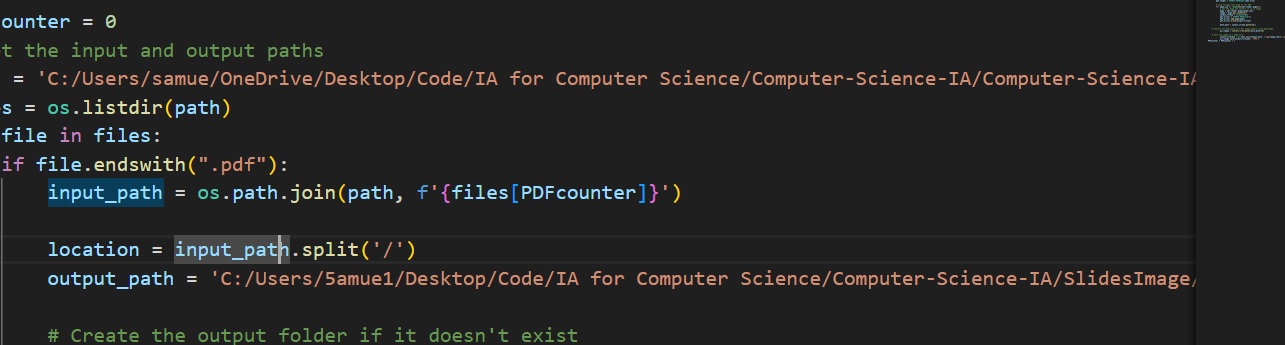 ounter = 0
t the input and output paths
= 'C:/Users/samue/OneDrive/Desktop/Code/IA for Computer Science/Computer-Science-IA/Computer-Science-IA
s = os.listdir(path)
file in files:
if file.endswith(".pdf"):
input_path = os.path.join(path, f'{files[PDFcounter]}')
location = input_path.split('/')
output_path = 'C:/Users/5amue1/Desktop/Code/IA for Computer Science/Computer-Science-IA/SlidesImage/
# Create the output folder if it doesn't exist